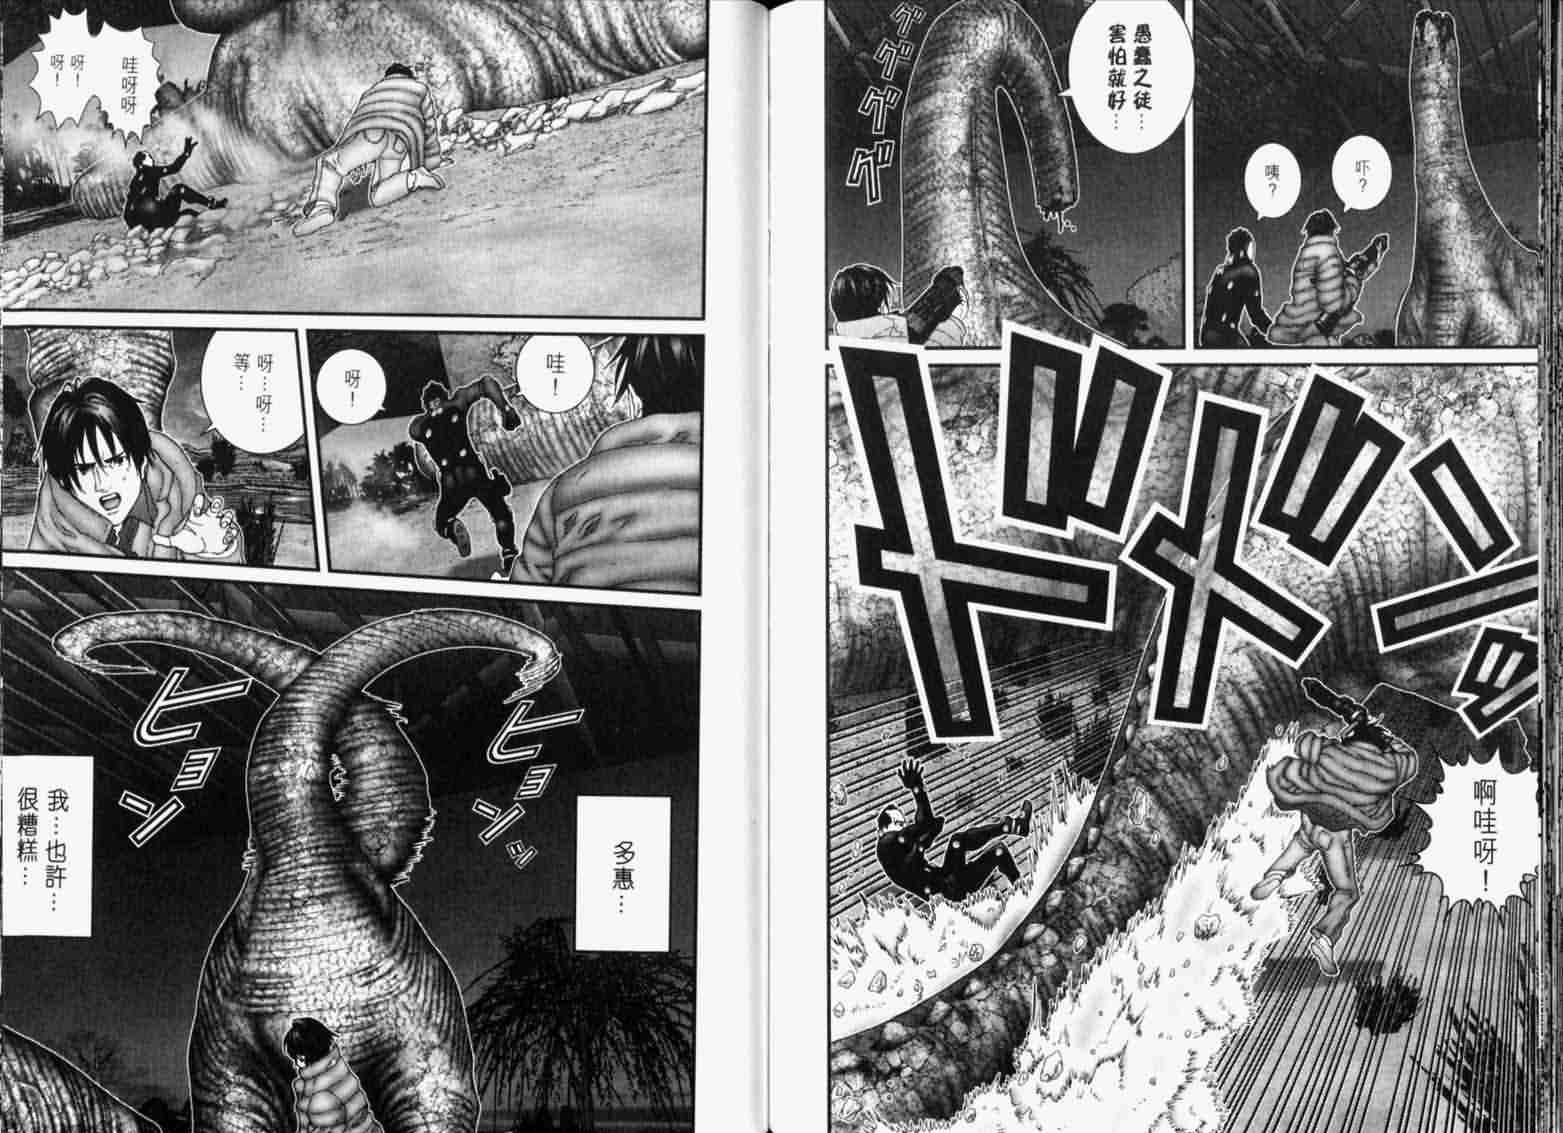 吓？
咦？
愚蠢之徒…
害怕就好…
ググググ
ドドンッ
啊哇呀！
哇呀呀
呀！
呀！
哇！
呀！
呀…呀…
等…
ヒョンッ
ヒョン
多惠…
我…也許…
很糟糕…